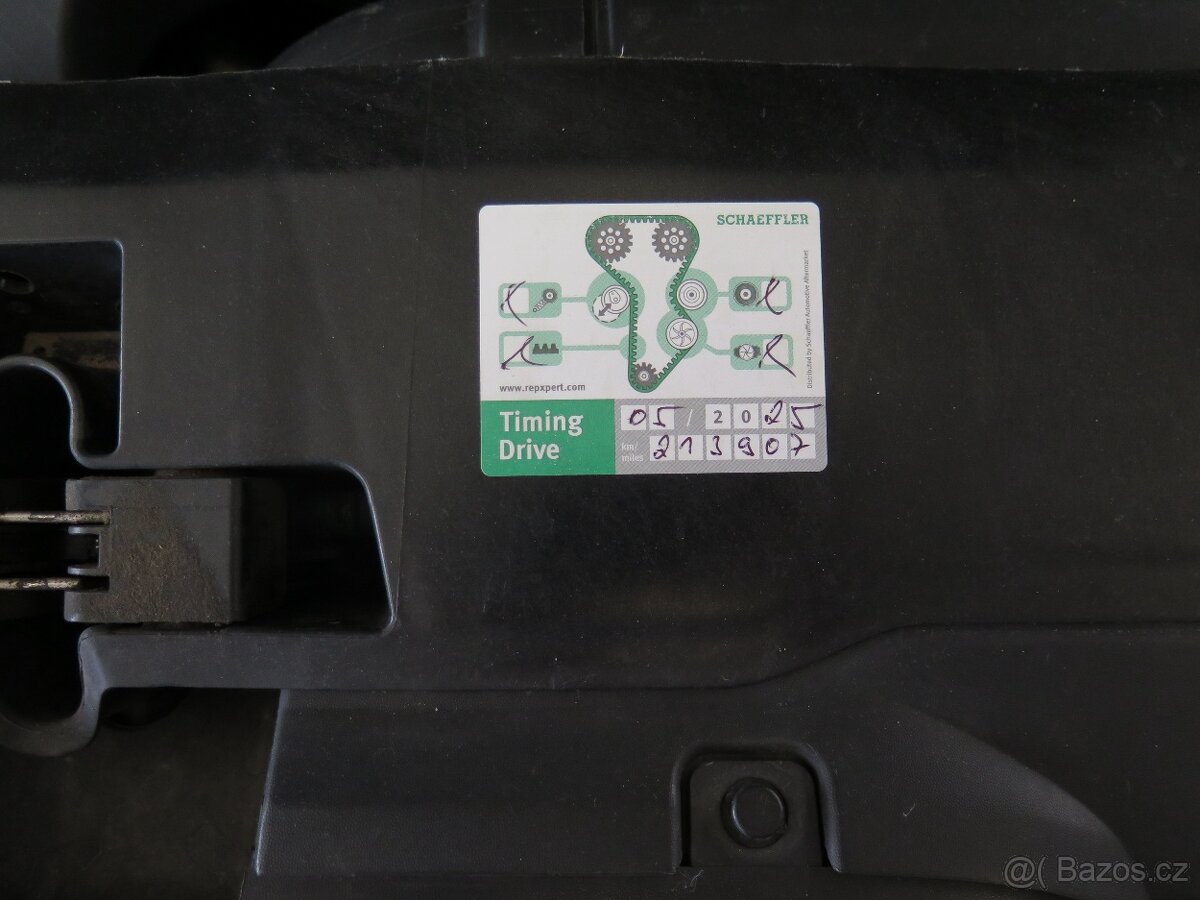 SCHAEFFLER
Distributed by Schaeffler Automotive Aftermarket
www.repxpert.com
Timing
Drive
05 / 2025
km/
miles
213907
@( Bazos.cz